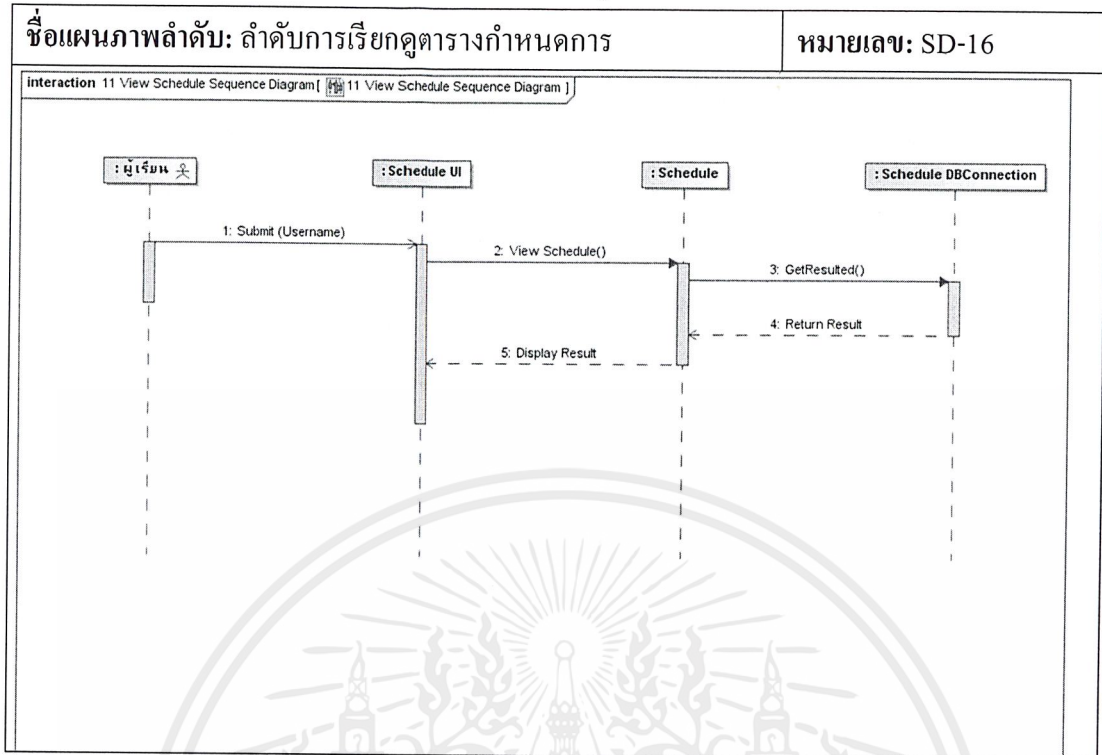 ชื่อแผนภาพลำดับ: ลำดับการเรียกดูตารางกำหนดการ
หมายเลข: SD-16
interaction 11 View Schedule Sequence Diagram[ 11 View Schedule Sequence Diagram ]
: ผู้เรียน
: Schedule UI
: Schedule
: Schedule DBConnection
1: Submit (Username)
2: View Schedule()
3: GetResulted()
4: Return Result
5: Display Result